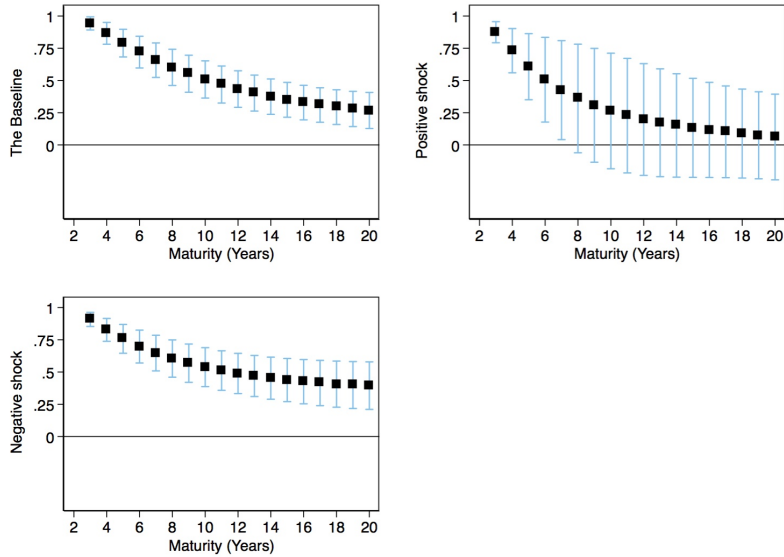 The Baseline
1
.75
.5
.25
0
2 4 6 8 10 12 14 16 18 20
Maturity (Years)
Positive shock
1
.75
.5
.25
0
2 4 6 8 10 12 14 16 18 20
Maturity (Years)
Negative shock
1
.75
.5
.25
0
2 4 6 8 10 12 14 16 18 20
Maturity (Years)